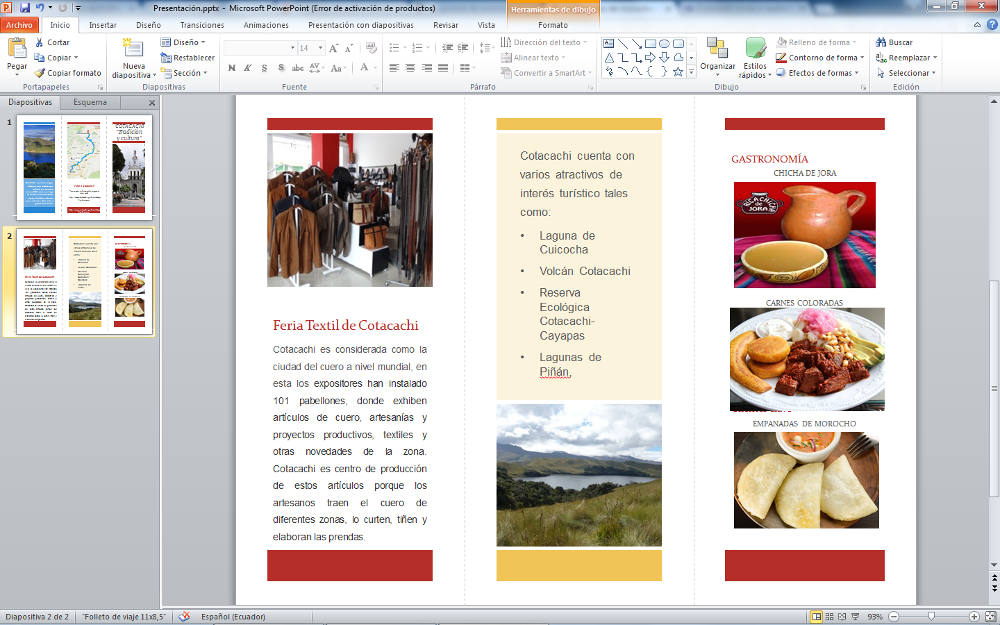 Presentación.pptx - Microsoft PowerPoint (Error de activación de productos)
Herramientas de dibujo
Archivo
Inicio
Insertar
Diseño
Transiciones
Animaciones
Presentación con diapositivas
Revisar
Vista
Formato
Pegar
Cortar
Copiar
Copiar formato
Portapapeles
Nueva
diapositiva
Diseño
Restablecer
Sección
Diapositivas
14
N K S S abc AV Aa A
Fuente
Dirección del texto
Alinear texto
Convertir a SmartArt
Párrafo
Organizar
Estilos
rápidos
Relleno de forma
Contorno de forma
Efectos de formas
Dibujo
Buscar
Reemplazar
Seleccionar
Edición
Diapositivas
Esquema
1
COTACACHI
"Tradición
y cultura"
2
Feria Textil de Cotacachi
Cotacachi es considerada como la
ciudad del cuero a nivel mundial, en
esta los expositores han instalado
101 pabellones, donde exhiben
artículos de cuero, artesanías y
proyectos productivos, textiles y
otras novedades de la zona.
Cotacachi es centro de producción
de estos artículos porque los
artesanos traen el cuero de
diferentes zonas, lo curten, tiñen y
elaboran las prendas.
Cotacachi cuenta con
varios atractivos de
interés turístico tales
como:
• Laguna de
Cuicocha
• Volcán Cotacachi
• Reserva
Ecológica
Cotacachi-
Cayapas
• Lagunas de
Piñán,
GASTRONOMÍA
CHICHA DE JORA
RICA CHICHA
de
JORA
CARNES COLORADAS
EMPANADAS DE MOROCHO
Diapositiva 2 de 2
"Folleto de viaje 11x8,5"
Español (Ecuador)
93%